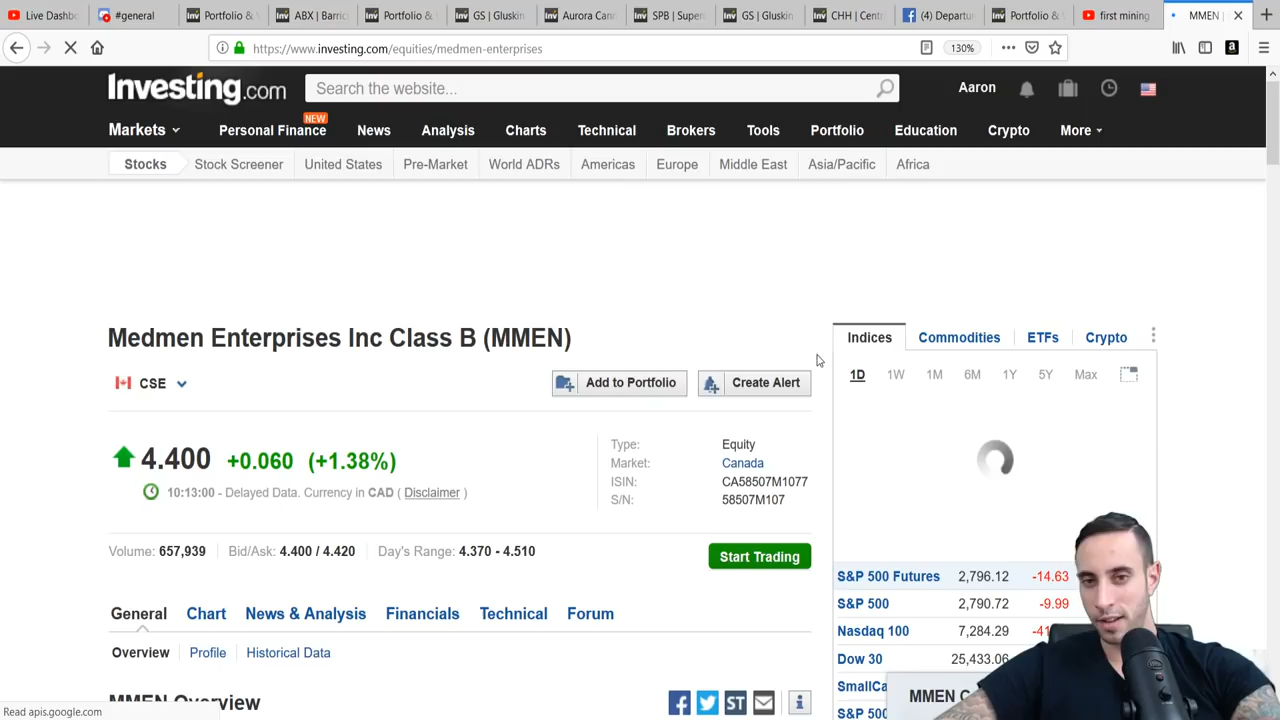 Live Dashb #general Portfolio & ABX | Barric Portfolio & GS | Gluskin Aurora Can SPB | Super GS | Gluskin CHH | Centr (4) Departu Portfolio & first mining MMEN |
https://www.investing.com/equities/medmen-enterprises 130%
Investing.com Search the website... Aaron
Markets Personal Finance NEW News Analysis Charts Technical Brokers Tools Portfolio Education Crypto More
Stocks Stock Screener United States Pre-Market World ADRs Americas Europe Middle East Asia/Pacific Africa
Medmen Enterprises Inc Class B (MMEN) Indices Commodities ETFs Crypto
CSE Add to Portfolio Create Alert 1D 1W 1M 6M 1Y 5Y Max
4.400 +0.060 (+1.38%)
10:13:00 - Delayed Data. Currency in CAD ( Disclaimer )
Type: Equity
Market: Canada
ISIN: CA58507M1077
S/N: 58507M107
Volume: 657,939 Bid/Ask: 4.400 / 4.420 Day's Range: 4.370 - 4.510 Start Trading
General Chart News & Analysis Financials Technical Forum
Overview Profile Historical Data
MMEN Overview
S&P 500 Futures 2,796.12 -14.63
S&P 500 2,790.72 -9.99
Nasdaq 100 7,284.29
Dow 30 25,433.06
SmallCa
S&P 500
MMEN C
Read apis.google.com